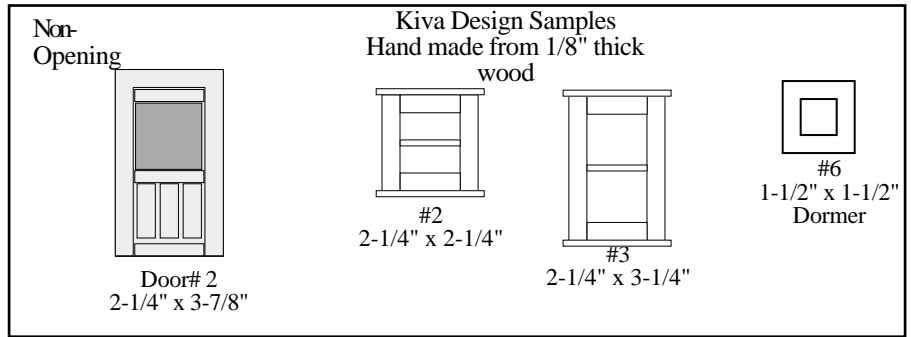 Non-
Opening
Kiva Design Samples
Hand made from 1/8" thick
wood
Door# 2
2-1/4" x 3-7/8"
#2
2-1/4" x 2-1/4"
#3
2-1/4" x 3-1/4"
#6
1-1/2" x 1-1/2"
Dormer